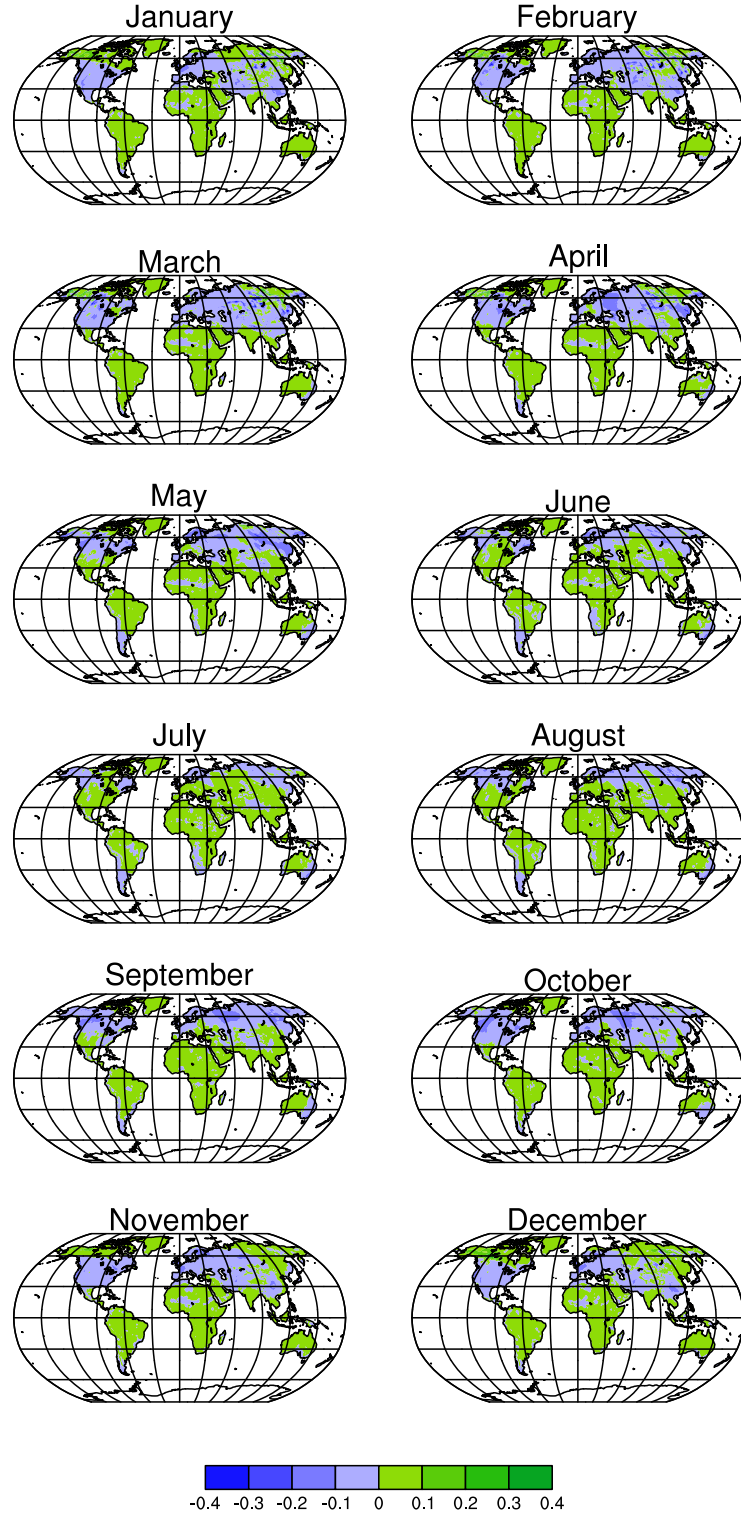 January
February
March
April
May
June
July
August
September
October
November
December
-0.4 -0.3 -0.2 -0.1 0 0.1 0.2 0.3 0.4